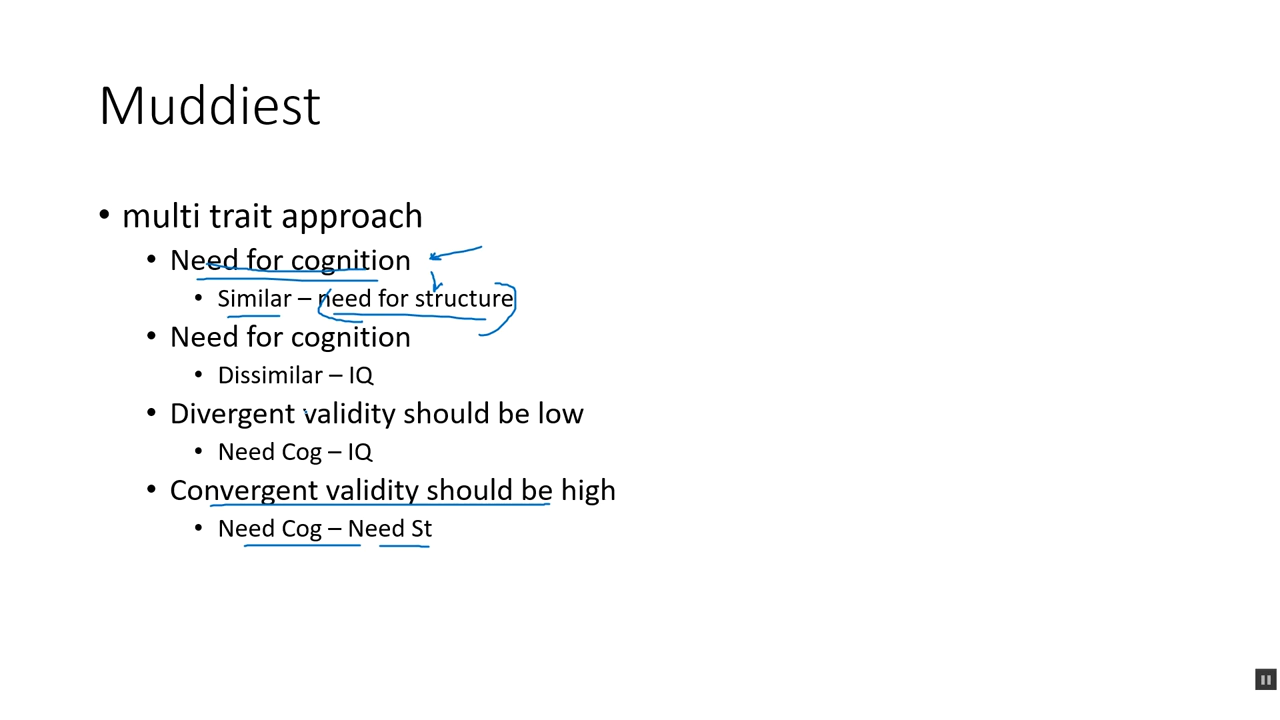 Muddiest
• multi trait approach
• Need for cognition
• Similar – need for structure
• Need for cognition
• Dissimilar – IQ
• Divergent validity should be low
• Need Cog – IQ
• Convergent validity should be high
• Need Cog – Need St